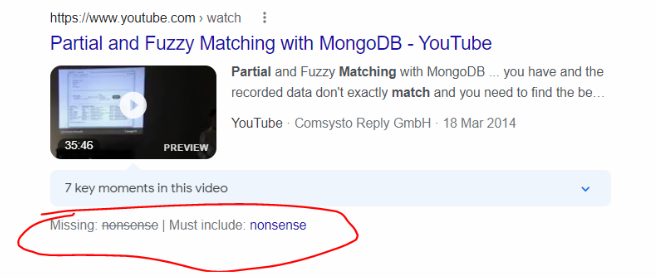 https://www.youtube.com › watch
Partial and Fuzzy Matching with MongoDB - YouTube
Partial and Fuzzy Matching with MongoDB ... you have and the
recorded data don't exactly match and you need to find the be...
35:46
PREVIEW
YouTube · Comsysto Reply GmbH · 18 Mar 2014
7 key moments in this video
Missing: nonsense | Must include: nonsense